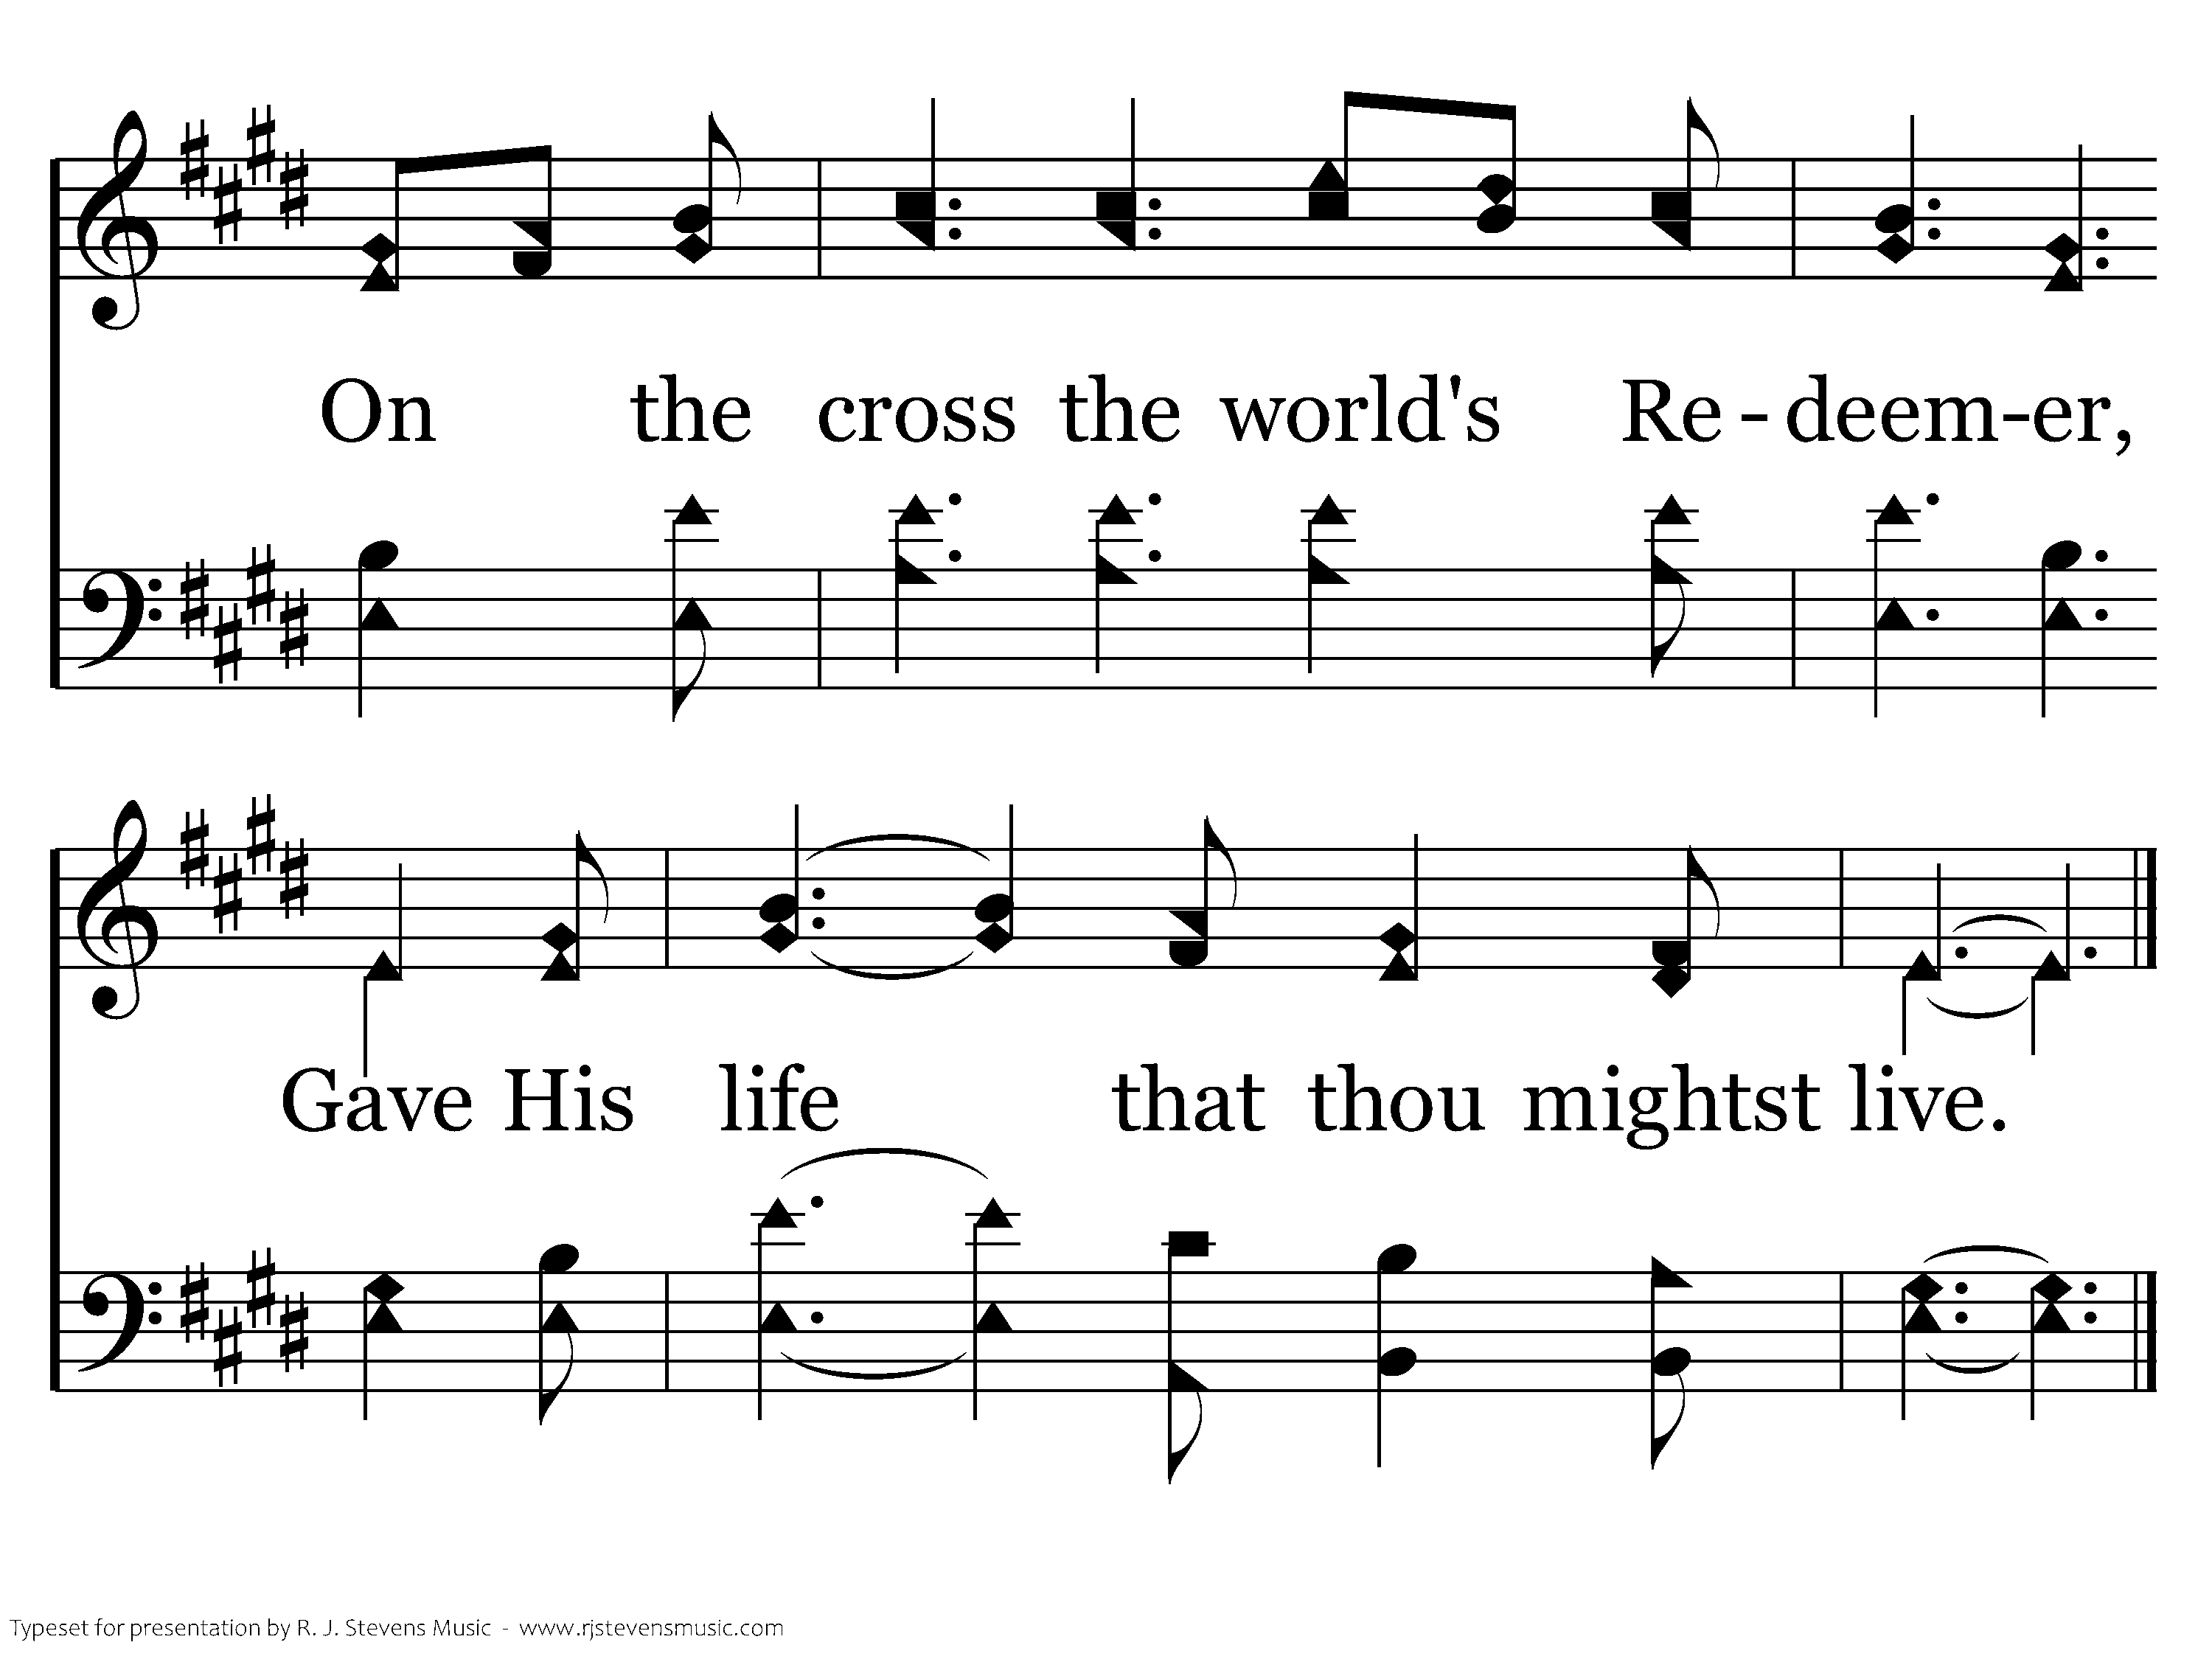 On the cross the world's Re-deem-er,
Gave His life that thou mightst live.
Typeset for presentation by R. J. Stevens Music - www.rjstevensmusic.com